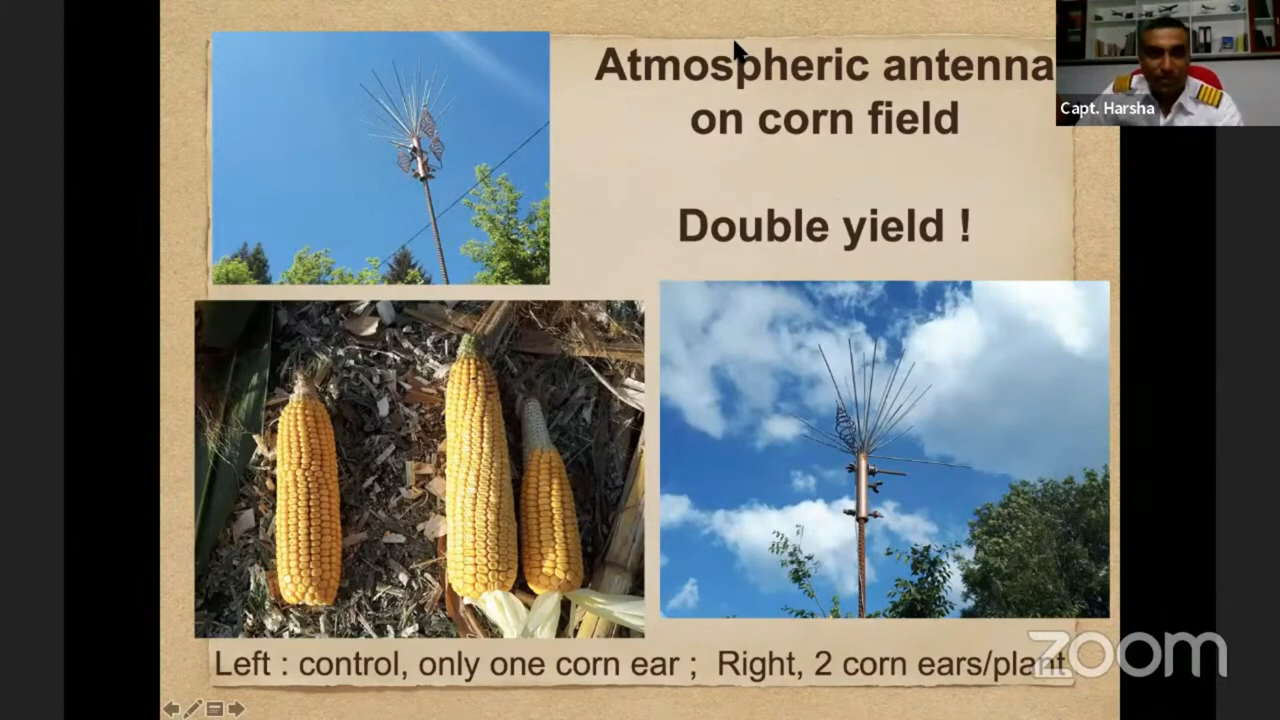 Atmospheric antenna
on corn field
Capt. Harsha
Double yield !
Left : control, only one corn ear ; Right, 2 corn ears/plant
zoom